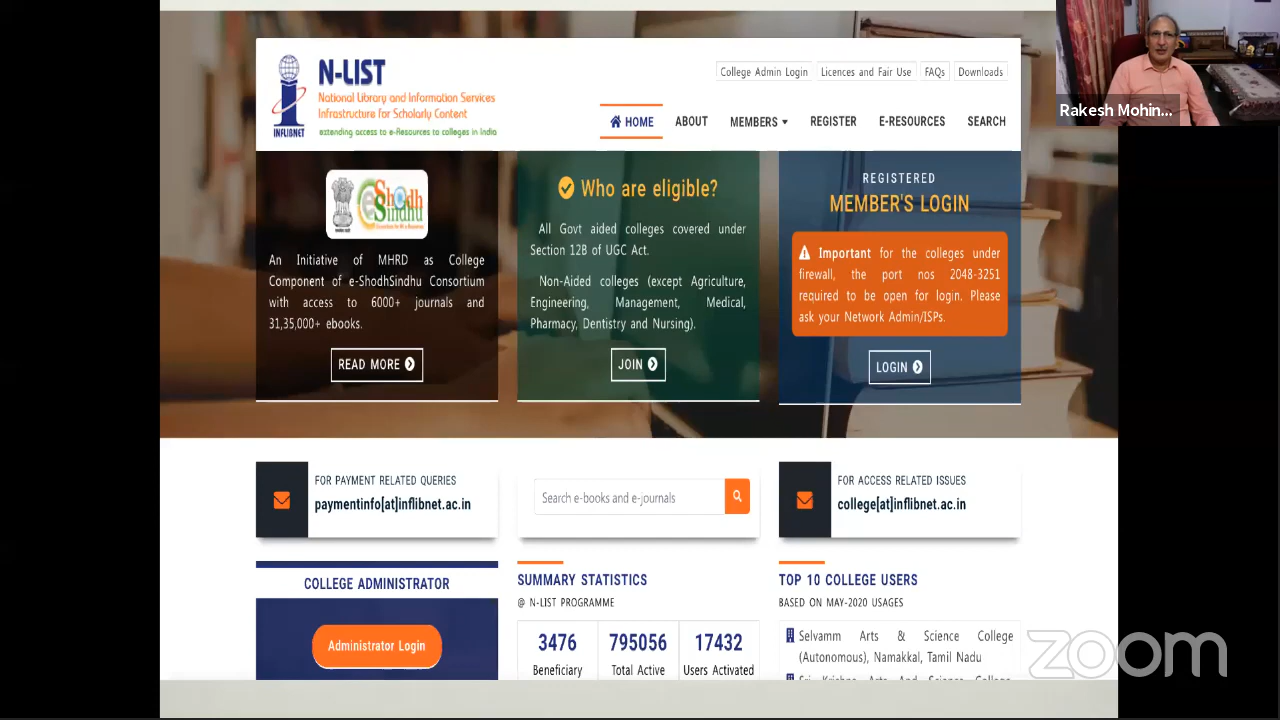 N-LIST
National Library and Information Services
Infrastructure for Scholarly Content
extending access to e-Resources to colleges in India
INFLIBNET
College Admin Login
Licences and Fair Use
FAQs
Downloads
HOME
ABOUT
MEMBERS
REGISTER
E-RESOURCES
SEARCH
Rakesh Mohin...
e Shodh
Sindhu
An Initiative of MHRD as College
Component of e-ShodhSindhu Consortium
with access to 6000+ journals and
31,35,000+ ebooks.
READ MORE
Who are eligible?
All Govt aided colleges covered under
Section 12B of UGC Act.
Non-Aided colleges (except Agriculture,
Engineering, Management, Medical,
Pharmacy, Dentistry and Nursing).
JOIN
REGISTERED
MEMBER'S LOGIN
Important for the colleges under
firewall, the port nos 2048-3251
required to be open for login. Please
ask your Network Admin/ISPs.
LOGIN
FOR PAYMENT RELATED QUERIES
paymentinfo[at]inflibnet.ac.in
Search e-books and e-journals
FOR ACCESS RELATED ISSUES
college[at]inflibnet.ac.in
COLLEGE ADMINISTRATOR
Administrator Login
SUMMARY STATISTICS
@ N-LIST PROGRAMME
3476
Beneficiary
795056
Total Active
17432
Users Activated
TOP 10 COLLEGE USERS
BASED ON MAY-2020 USAGES
Selvamm Arts & Science College
(Autonomous), Namakkal, Tamil Nadu
zoom